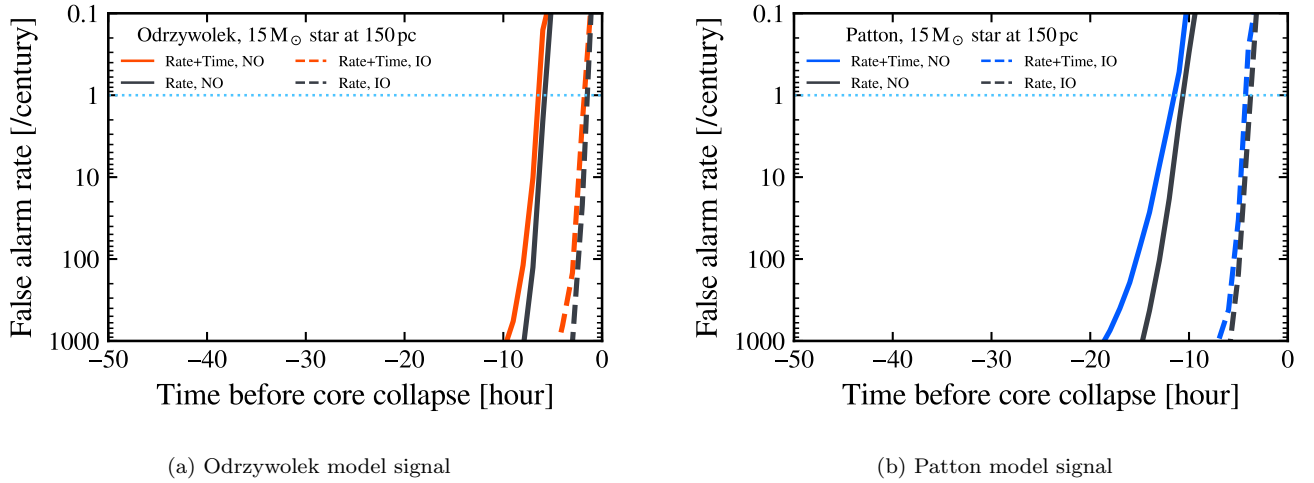 Odrzywolek, 15 M⊙ star at 150 pc
Rate+Time, NO
Rate+Time, IO
Rate, NO
Rate, IO
False alarm rate [/century]
0.1
1
10
100
1000
−50
−40
−30
−20
−10
0
Time before core collapse [hour]
(a) Odrzywolek model signal
Patton, 15 M⊙ star at 150 pc
Rate+Time, NO
Rate+Time, IO
Rate, NO
Rate, IO
False alarm rate [/century]
0.1
1
10
100
1000
−50
−40
−30
−20
−10
0
Time before core collapse [hour]
(b) Patton model signal